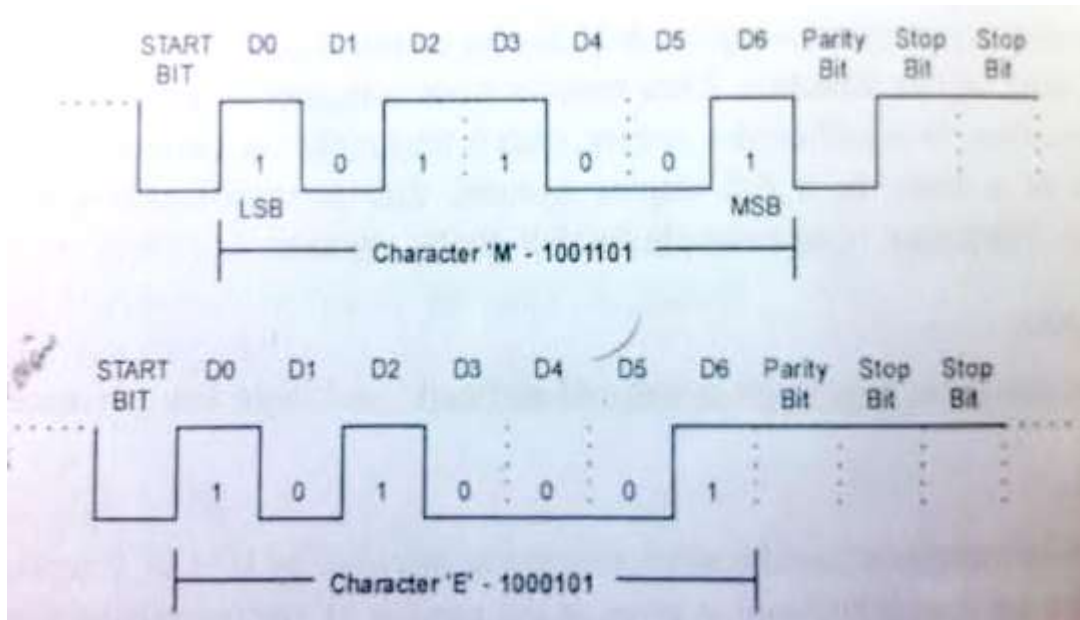 START D0 D1 D2 D3 D4 D5 D6 Parity Stop Stop
BIT Bit Bit Bit
1 0 1 1 0 0 1
LSB MSB
Character 'M' - 1001101
START D0 D1 D2 D3 D4 D5 D6 Parity Stop Stop
BIT Bit Bit Bit
1 0 1 0 0 0 1
Character 'E' - 1000101